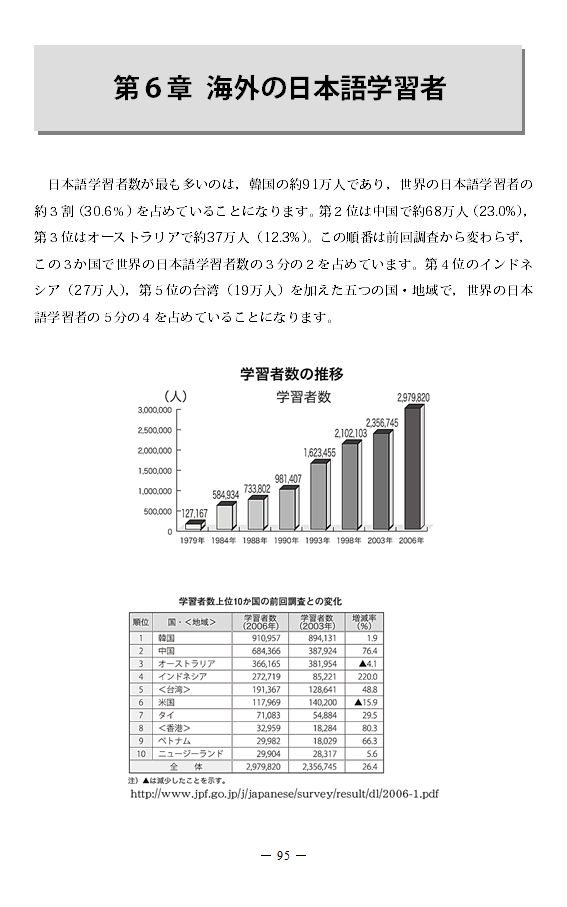 第６章 海外の日本語学習者
日本語学習者数が最も多いのは，韓国の約91万人であり，世界の日本語学習者の
約３割（30.6％）を占めていることになります。第２位は中国で約68万人（23.0%），
第３位はオーストラリアで約37万人（12.3%）。この順番は前回調査から変わらず，
この３か国で世界の日本語学習者数の３分の２を占めています。第４位のインドネ
シア（27万人），第５位の台湾（19万人）を加えた五つの国・地域で，世界の日本
語学習者の５分の４を占めていることになります。
学習者数の推移
（人）
学習者数
3,000,000
2,500,000
2,000,000
1,500,000
1,000,000
500,000
0
127,167
584,934
733,802
981,407
1,623,455
2,102,103
2,356,745
2,979,820
1979年 1984年 1988年 1990年 1993年 1998年 2003年 2006年
学習者数上位10か国の前回調査との変化
順位 国・＜地域＞ 学習者数（2006年） 学習者数（2003年） 増減率（%）
1 韓国 910,957 894,131 1.9
2 中国 684,366 387,924 76.4
3 オーストラリア 366,165 381,954 ▲4.1
4 インドネシア 272,719 85,221 220.0
5 ＜台湾＞ 191,367 128,641 48.8
6 米国 117,969 140,200 ▲15.9
7 タイ 71,083 54,884 29.5
8 ＜香港＞ 32,959 18,284 80.3
9 ベトナム 29,982 18,029 66.3
10 ニュージーランド 29,904 28,317 5.6
全 体 2,979,820 2,356,745 26.4
注）▲は減少したことを示す。
http://www.jpf.go.jp/j/japanese/survey/result/dl/2006-1.pdf
― 95 ―